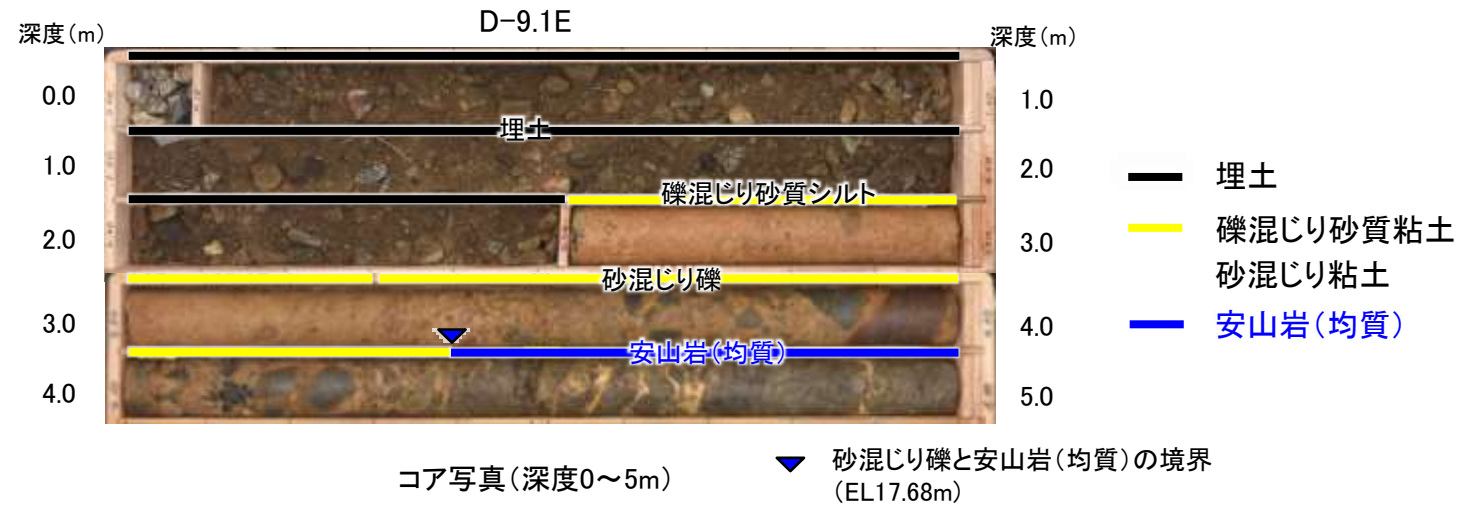 D-9.1E
深度(m)
深度(m)
0.0
1.0
埋土
1.0
2.0
礫混じり砂質シルト
2.0
3.0
砂混じり礫
3.0
4.0
安山岩(均質)
4.0
5.0
埋土
礫混じり砂質粘土
砂混じり粘土
安山岩(均質)
コア写真(深度0~5m)
砂混じり礫と安山岩(均質)の境界
(EL17.68m)